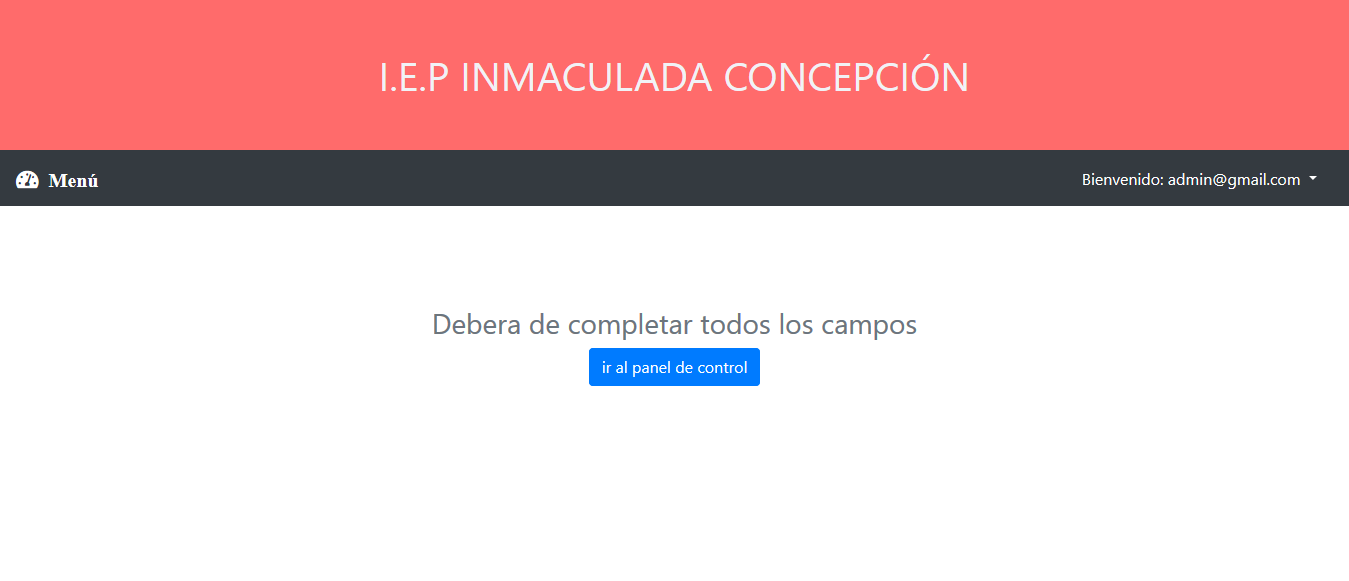 I.E.P INMACULADA CONCEPCIÓN
Menú
Bienvenido: admin@gmail.com
Debera de completar todos los campos
ir al panel de control